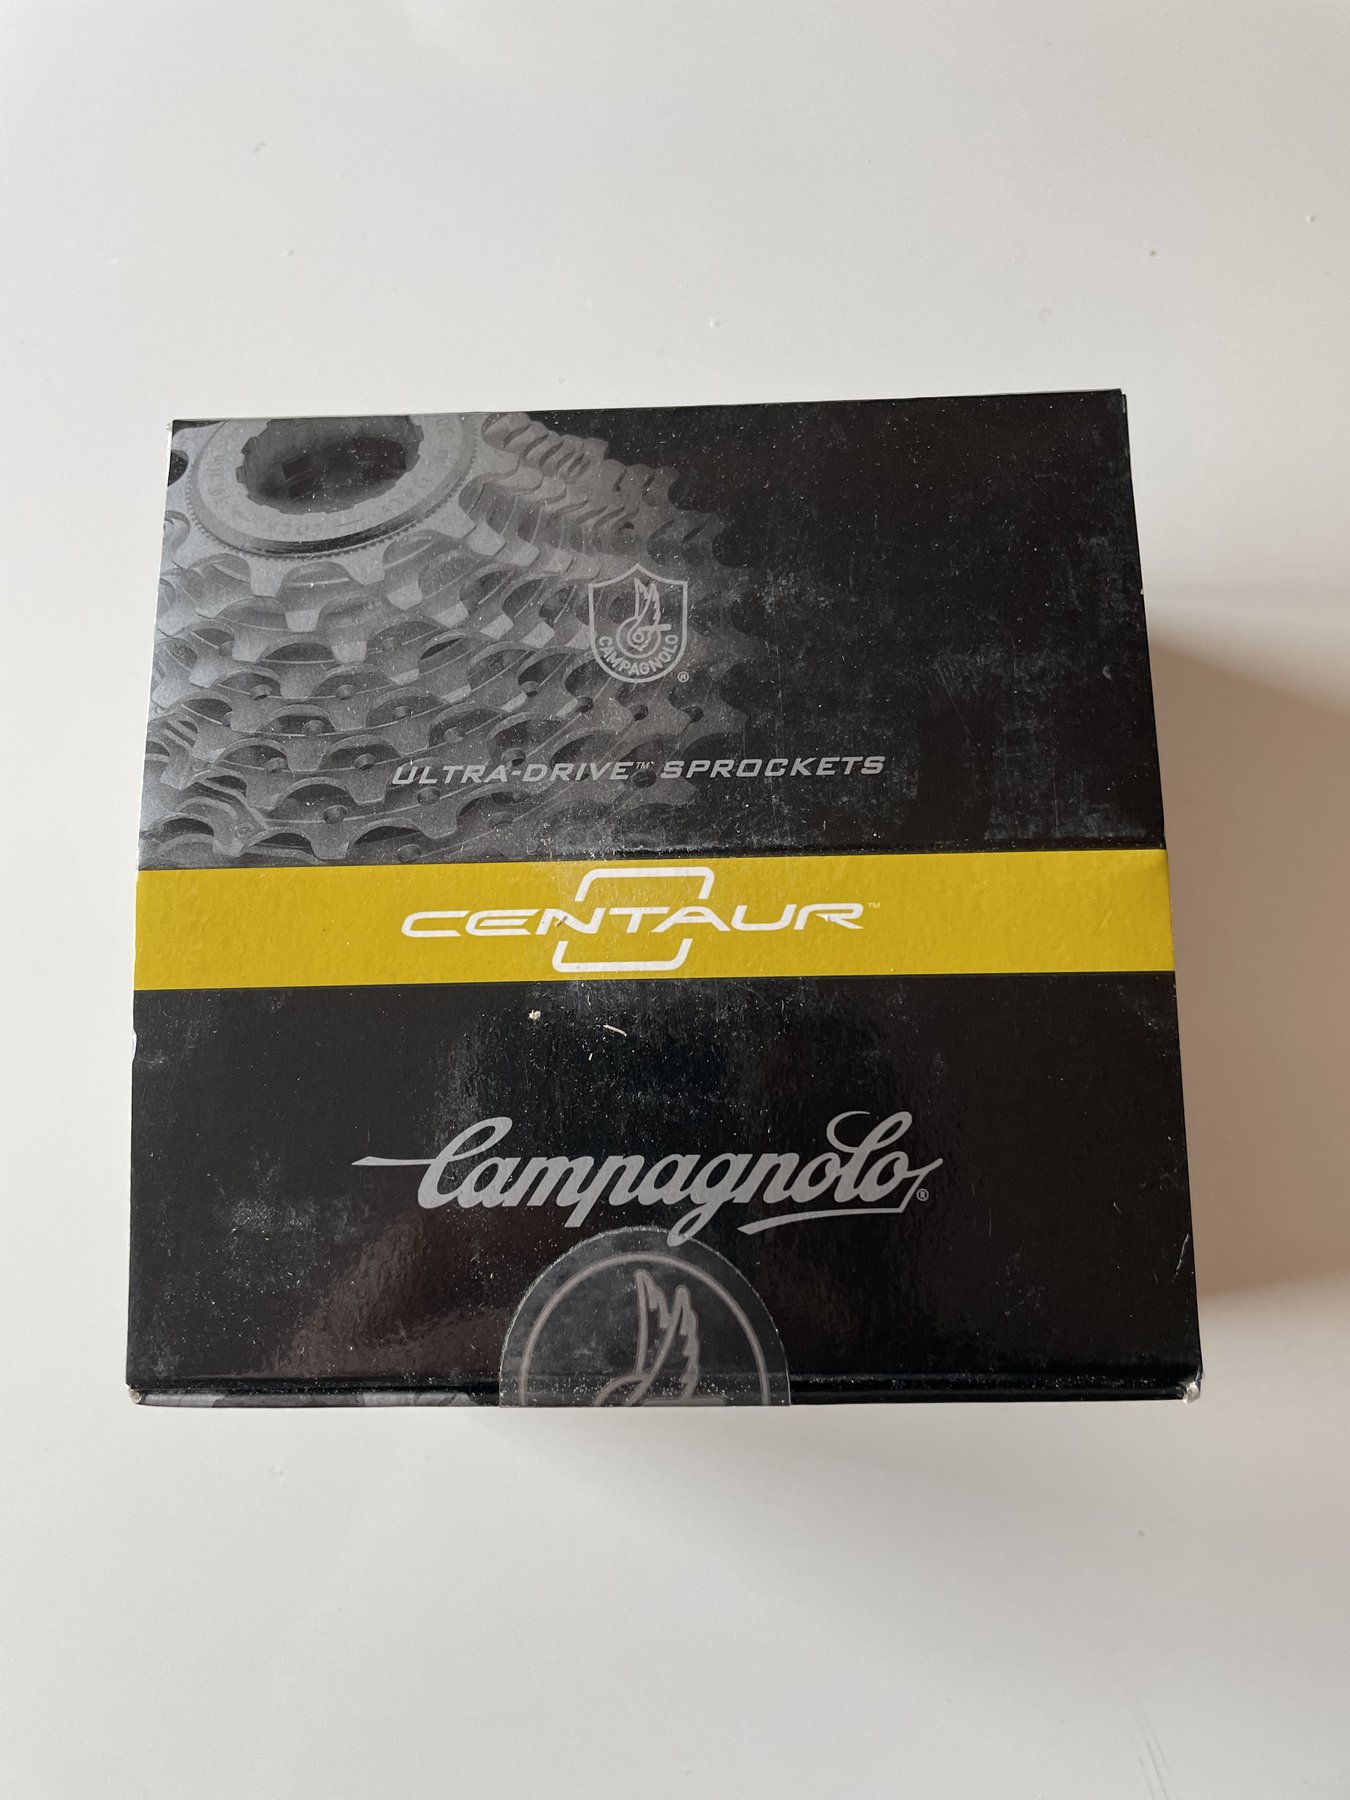 CAMPAGNOLO ®
ULTRA-DRIVE™ SPROCKETS
CENTAUR™
Campagnolo®